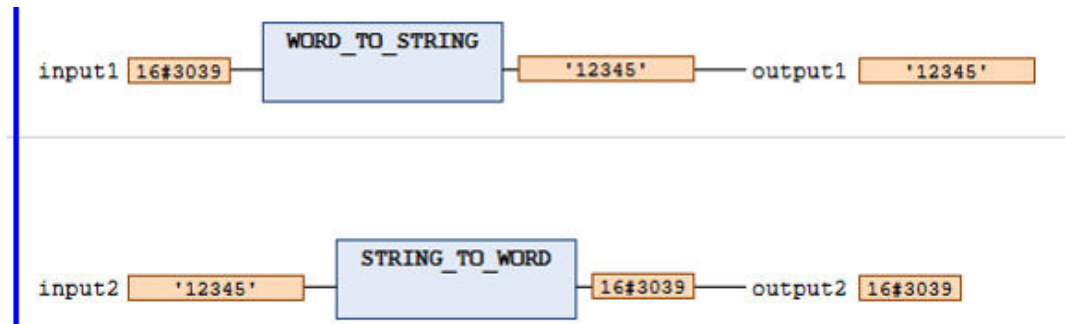 WORD_TO_STRING
input1 16#3039 '12345' output1 '12345'
STRING_TO_WORD
input2 '12345' 16#3039 output2 16#3039